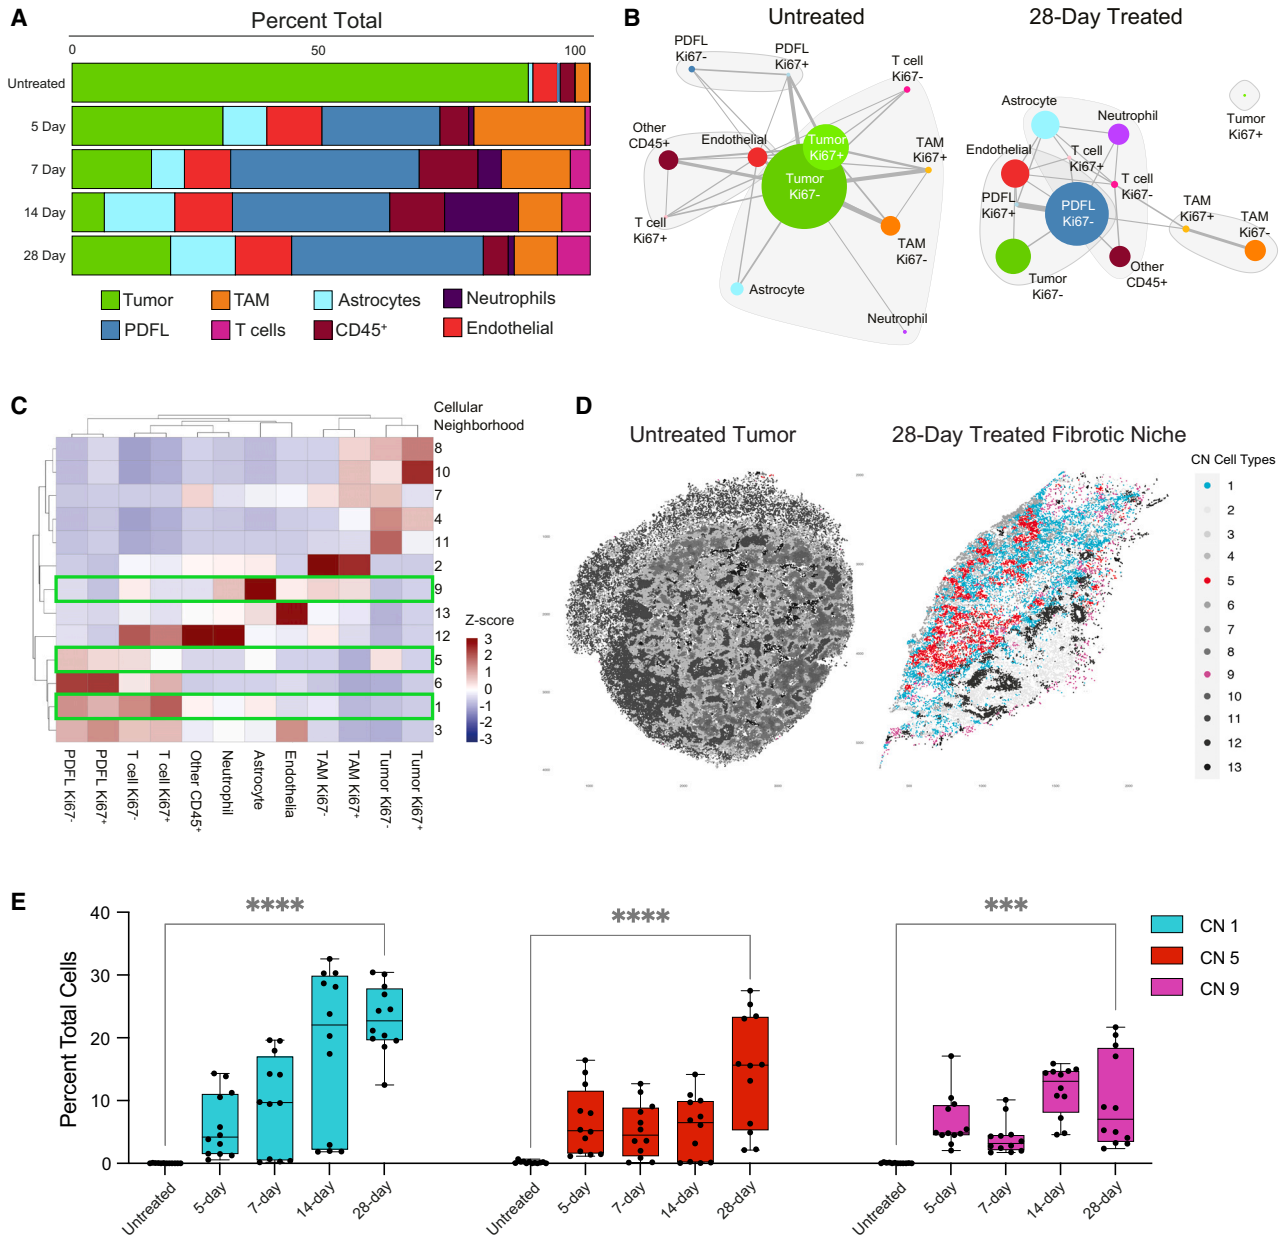 A
Percent Total
0 50 100
Untreated
5 Day
7 Day
14 Day
28 Day
Tumor TAM Astrocytes Neutrophils
PDFL T cells CD45+ Endothelial
B
Untreated
PDFL
Ki67-
PDFL
Ki67+
T cell
Ki67-
Other
CD45+
Endothelial
Tumor
Ki67+
TAM
Ki67+
Tumor
Ki67-
T cell
Ki67+
TAM
Ki67-
Astrocyte
Neutrophil
28-Day Treated
Astrocyte
Neutrophil
Tumor
Ki67+
Endothelial
T cell
Ki67+
T cell
Ki67-
PDFL
Ki67+
PDFL
Ki67-
TAM
Ki67+
TAM
Ki67-
Tumor
Ki67-
Other
CD45+
C
Cellular
Neighborhood
8
10
7
4
11
2
9
13
12
5
6
1
3
Z-score
3
2
1
0
-1
-2
-3
PDFL Ki67-
PDFL Ki67+
T cell Ki67-
T cell Ki67+
Other CD45+
Neutrophil
Astrocyte
Endothelia
TAM Ki67-
TAM Ki67+
Tumor Ki67-
Tumor Ki67+
D
Untreated Tumor
28-Day Treated Fibrotic Niche
CN Cell Types
1
2
3
4
5
6
7
8
9
10
11
12
13
E
Percent Total Cells
40
30
20
10
0
**** **** ***
Untreated 5-day 7-day 14-day 28-day
Untreated 5-day 7-day 14-day 28-day
Untreated 5-day 7-day 14-day 28-day
CN 1
CN 5
CN 9